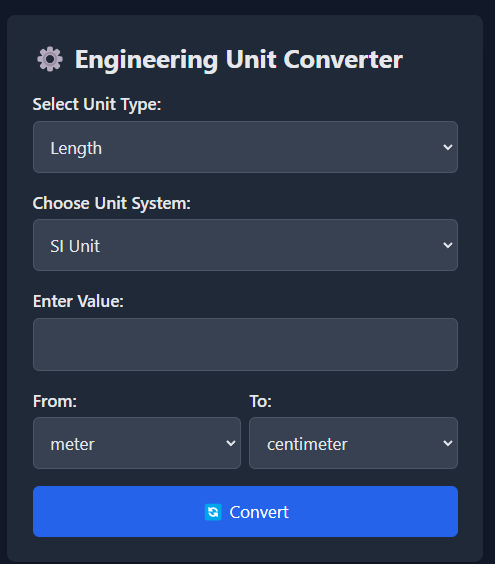 Engineering Unit Converter
Select Unit Type:
Length
Choose Unit System:
SI Unit
Enter Value:
From: To:
meter centimeter
Convert